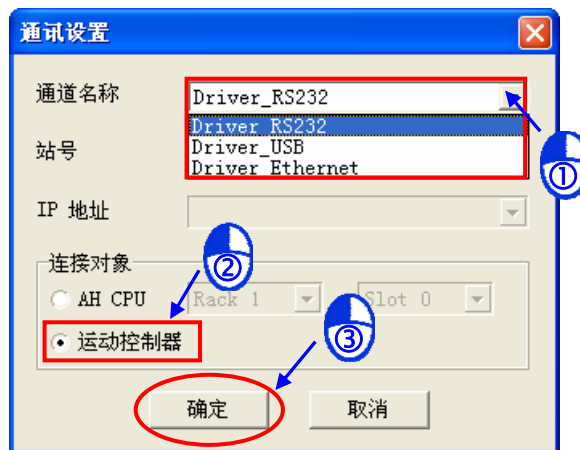 通讯设置
通道名称 Driver_RS232
Driver_RS232
站号 Driver_USB
Driver_Ethernet
①
IP 地址
连接对象
②
AH CPU Rack 1 Slot 0
运动控制器
③
确定 取消